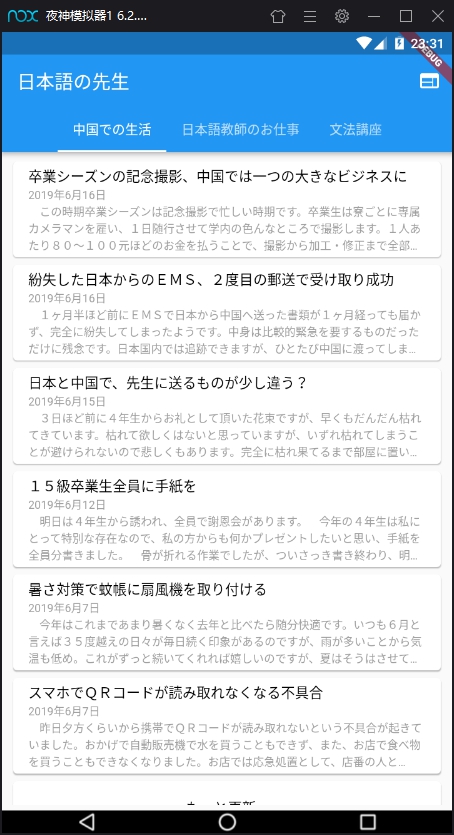 nox 夜神模拟器1 6.2....
23:31
DEBUG
日本語の先生
中国での生活 日本語教師のお仕事 文法講座
卒業シーズンの記念撮影、中国では一つの大きなビジネスに
2019年6月16日
この時期卒業シーズンは記念撮影で忙しい時期です。卒業生は寮ごとに専属
カメラマンを雇い、１日随行させて学内の色んなところで撮影します。１人あ
たり８０～１００元ほどのお金を払うことで、撮影から加工・修正まで全部...
紛失した日本からのＥＭＳ、２度目の郵送で受け取り成功
2019年6月16日
１ヶ月半ほど前にＥＭＳで日本から中国へ送った書類が１ヶ月経っても届か
ず、完全に紛失してしまったようです。中身は比較的緊急を要するものだった
だけに残念です。日本国内では追跡できますが、ひとたび中国に渡ってしま...
日本と中国で、先生に送るものが少し違う？
2019年6月15日
３日ほど前に４年生からお礼として頂いた花束ですが、早くもだんだん枯れ
てきています。枯れて欲しくはないと思っていますが、いずれ枯れてしまうこ
とが避けられないので悲しくもあります。完全に枯れ果てるまで部屋に置い...
１５級卒業生全員に手紙を
2019年6月12日
明日は４年生から誘われ、全員で謝恩会があります。　今年の４年生は私に
とって特別な存在なので、私の方からも何かプレゼントしたいと思い、手紙を
全員分書きました。　骨が折れる作業でしたが、ついさっき書き終わり、明...
暑さ対策で蚊帳に扇風機を取り付ける
2019年6月7日
今年はこれまであまり暑くなく去年と比べたら随分快適です。いつも６月と
言えば３５度越えの日々が毎日続く印象があるのですが、雨が多いことから気
温も低め。これがずっと続いてくれれば嬉しいのですが、夏はそうはさせて...
スマホでＱＲコードが読み取れなくなる不具合
2019年6月7日
昨日夕方くらいから携帯でＱＲコードが読み取れないという不具合が起きて
いました。おかげで自動販売機で水を買うこともできず、また、お店で食べ物
を買うこともできなくなりました。お店では応急処置として、店番の人と...